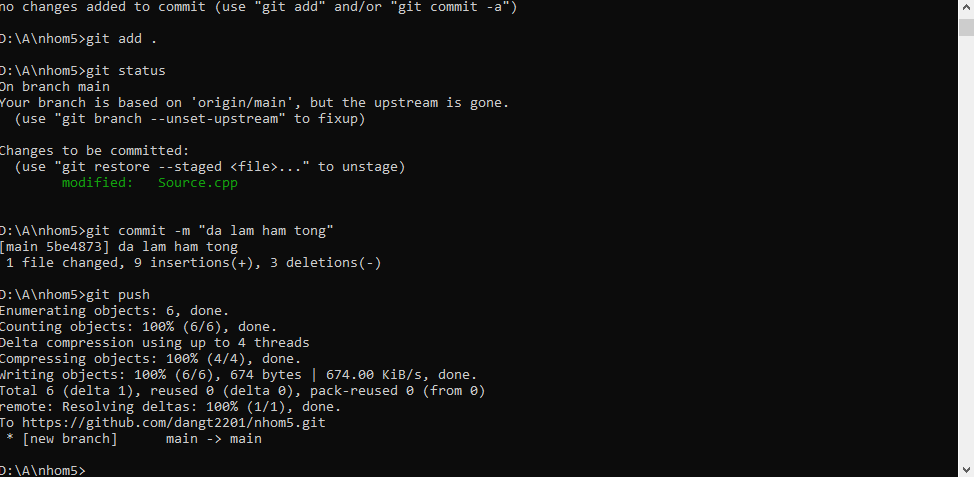 no changes added to commit (use "git add" and/or "git commit -a")
D:\A\nhom5>git add .
D:\A\nhom5>git status
On branch main
Your branch is based on 'origin/main', but the upstream is gone.
(use "git branch --unset-upstream" to fixup)
Changes to be committed:
(use "git restore --staged <file>..." to unstage)
modified: Source.cpp
D:\A\nhom5>git commit -m "da lam ham tong"
[main 5be4873] da lam ham tong
1 file changed, 9 insertions(+), 3 deletions(-)
D:\A\nhom5>git push
Enumerating objects: 6, done.
Counting objects: 100% (6/6), done.
Delta compression using up to 4 threads
Compressing objects: 100% (4/4), done.
Writing objects: 100% (6/6), 674 bytes | 674.00 KiB/s, done.
Total 6 (delta 1), reused 0 (delta 0), pack-reused 0 (from 0)
remote: Resolving deltas: 100% (1/1), done.
To https://github.com/dangt2201/nhom5.git
* [new branch] main -> main
D:\A\nhom5>